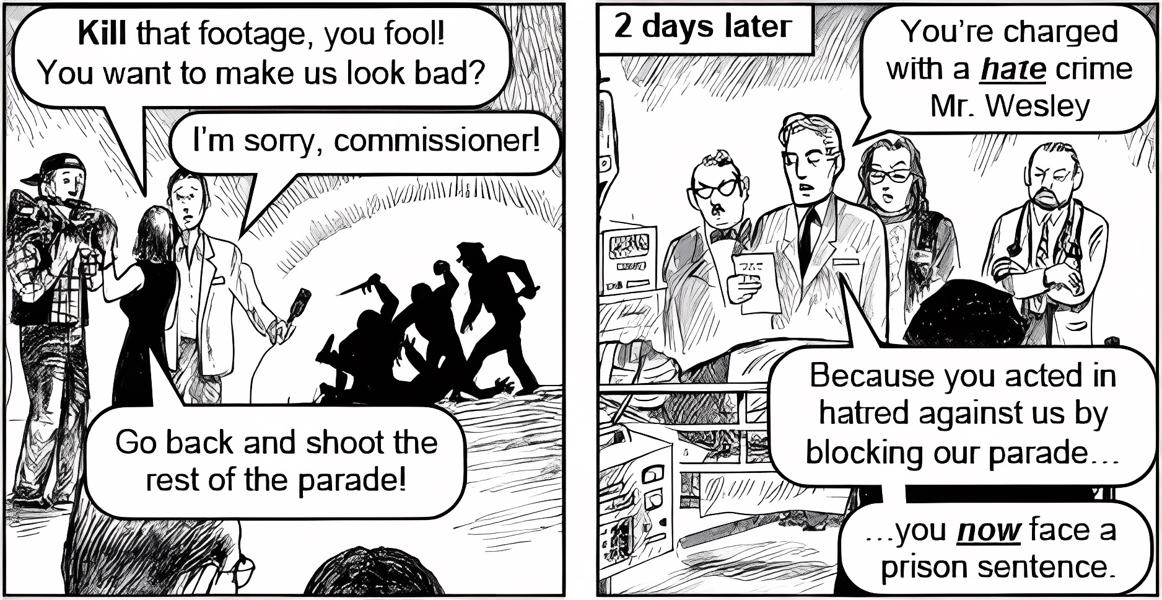 Kill that footage, you fool!
You want to make us look bad?
I'm sorry, commissioner!
Go back and shoot the
rest of the parade!
2 days later
You're charged
with a hate crime
Mr. Wesley
Because you acted in
hatred against us by
blocking our parade...
...you now face a
prison sentence.